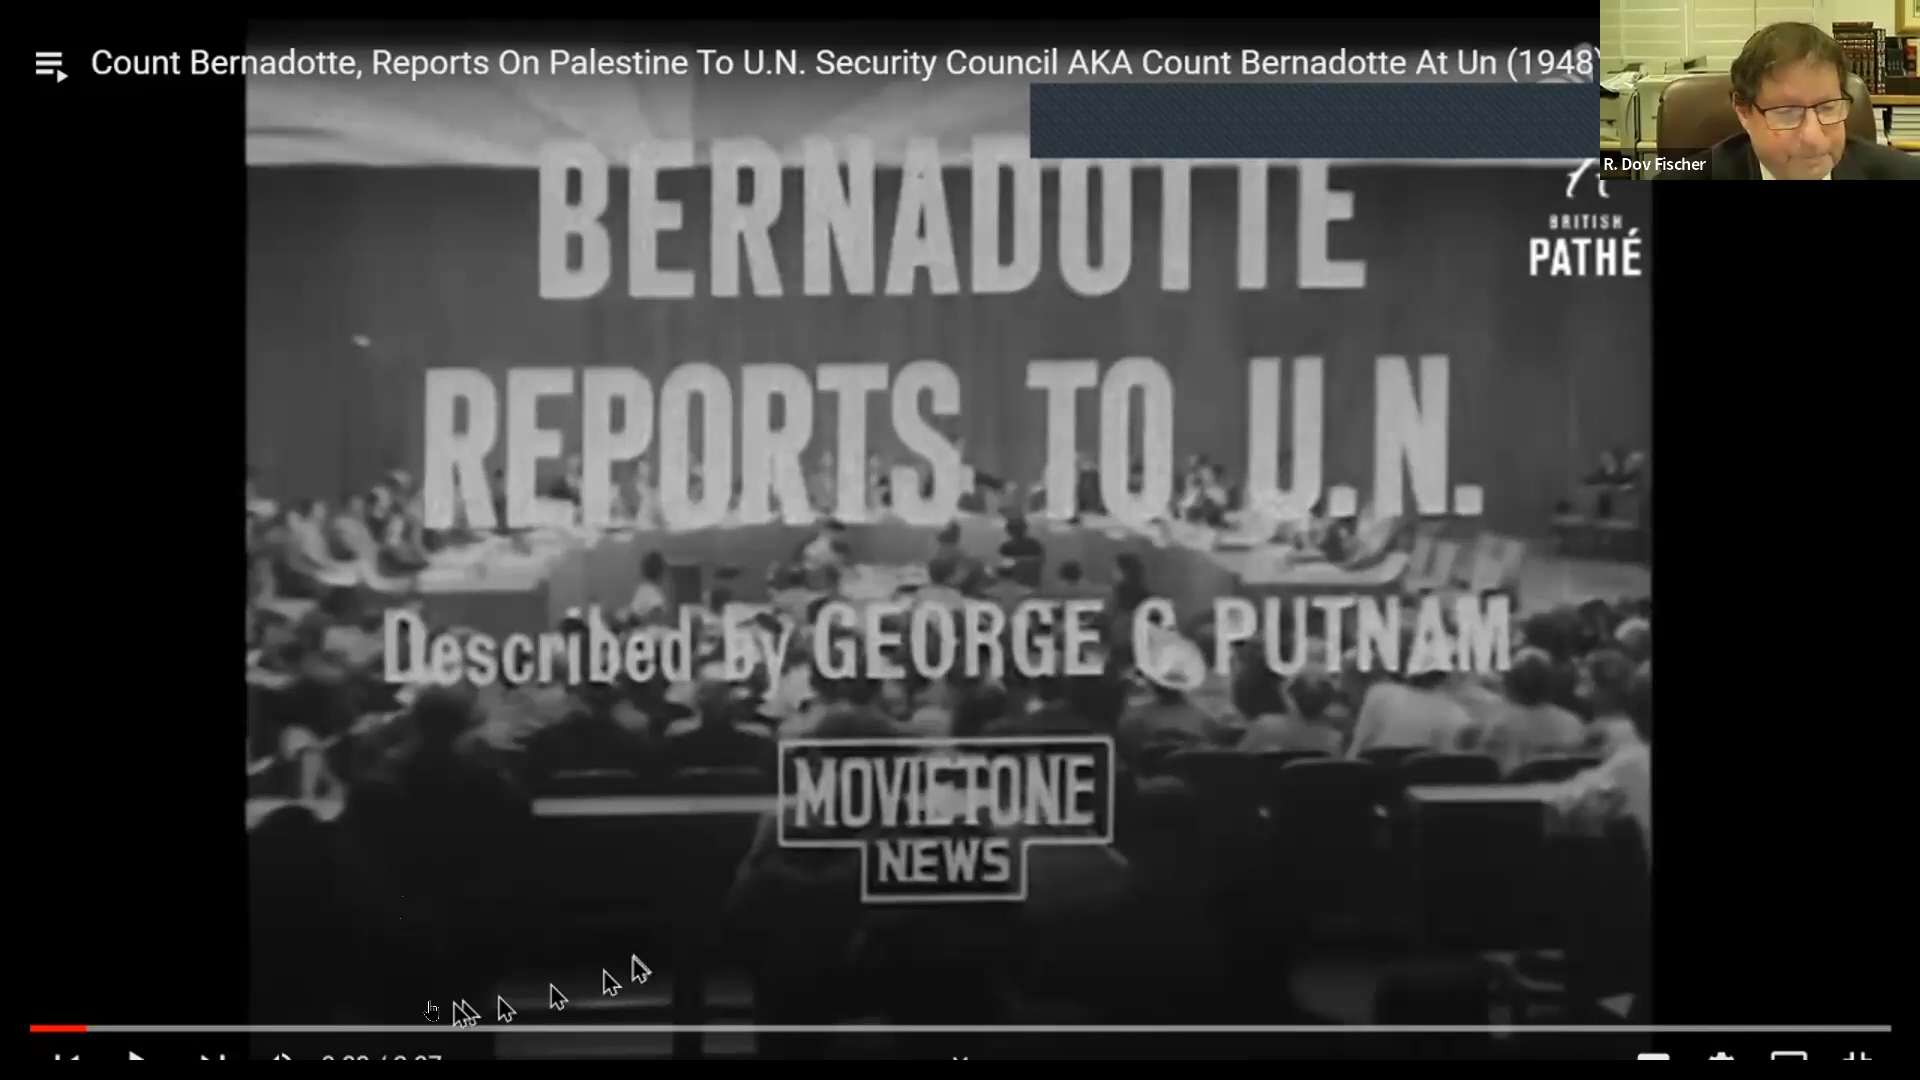 Count Bernadotte, Reports On Palestine To U.N. Security Council AKA Count Bernadotte At Un (1948)
R. Dov Fischer
BERNADOTTE
BRITISH
PATHÉ
REPORTS TO U.N.
Described by GEORGE C PUTNAM
MOVIETONE
NEWS